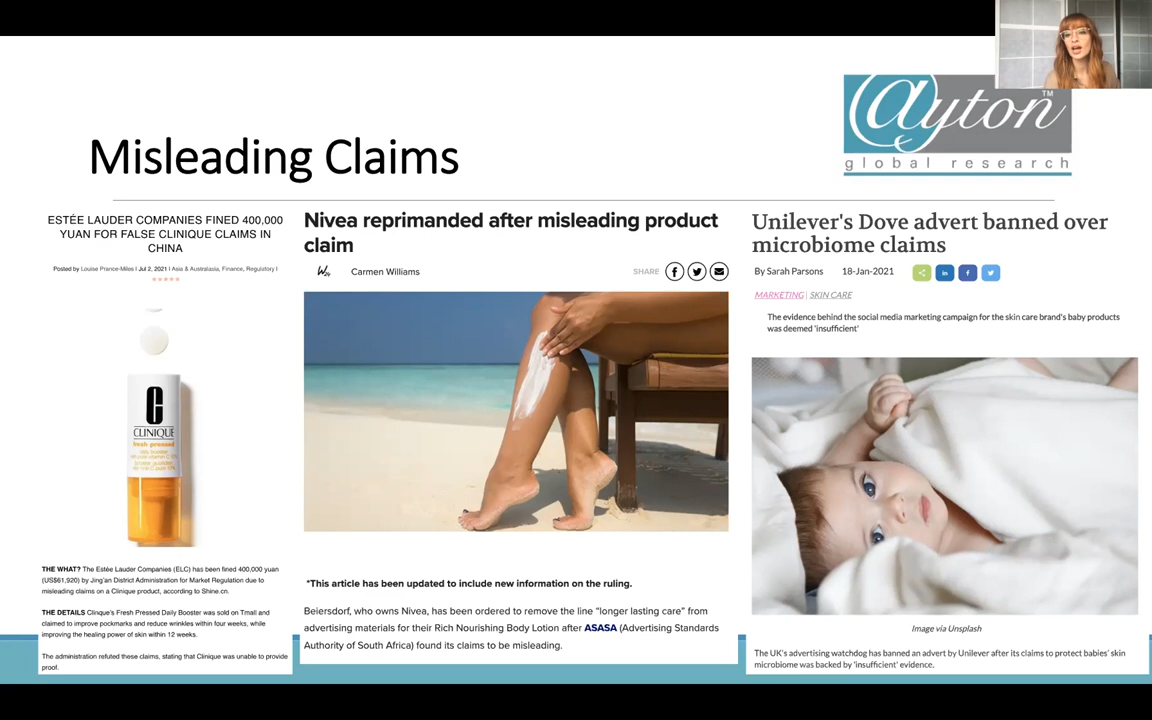 @yton™
global research
Misleading Claims
ESTÉE LAUDER COMPANIES FINED 400,000
YUAN FOR FALSE CLINIQUE CLAIMS IN
CHINA
Posted by Louise Prance-Miles | Jul 2, 2021 | Asia & Australasia, Finance, Regulatory |
C
CLINIQUE
fresh pressed
THE WHAT? The Estée Lauder Companies (ELC) has been fined 400,000 yuan
(US$61,920) by Jing'an District Administration for Market Regulation due to
misleading claims on a Clinique product, according to Shine.cn.
THE DETAILS Clinque's Fresh Pressed Daily Booster was sold on Tmall and
claimed to improve pockmarks and reduce wrinkles within four weeks, while
improving the healing power of skin within 12 weeks.
The administration refuted these claims, stating that Clinique was unable to provide
proof.
Nivea reprimanded after misleading product
claim
Carmen Williams
SHARE
*This article has been updated to include new information on the ruling.
Beiersdorf, who owns Nivea, has been ordered to remove the line “longer lasting care” from
advertising materials for their Rich Nourishing Body Lotion after ASASA (Advertising Standards
Authority of South Africa) found its claims to be misleading.
Unilever's Dove advert banned over
microbiome claims
By Sarah Parsons 18-Jan-2021
MARKETING | SKIN CARE
The evidence behind the social media marketing campaign for the skin care brand's baby products
was deemed 'insufficient'
Image via Unsplash
The UK's advertising watchdog has banned an advert by Unilever after its claims to protect babies' skin
microbiome was backed by 'insufficient' evidence.